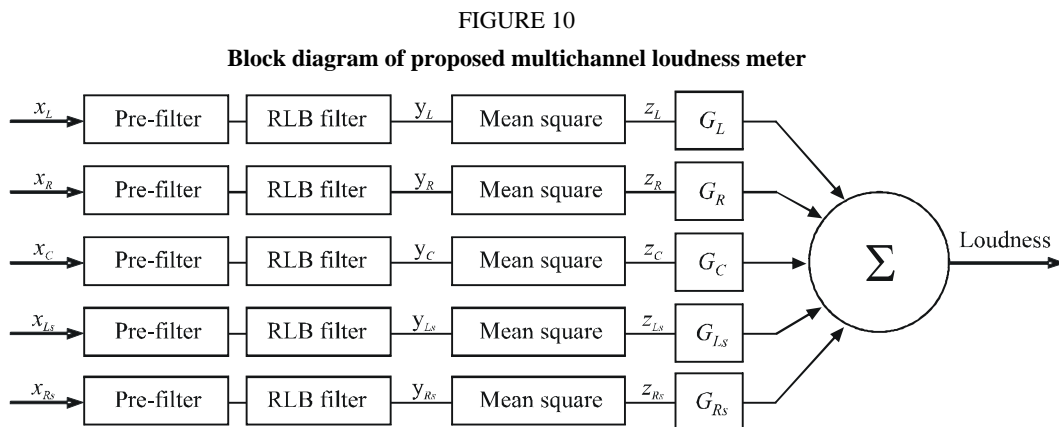 FIGURE 10
Block diagram of proposed multichannel loudness meter
x_L Pre-filter RLB filter y_L Mean square z_L G_L
x_R Pre-filter RLB filter y_R Mean square z_R G_R
x_C Pre-filter RLB filter y_C Mean square z_C G_C
Σ Loudness
x_Ls Pre-filter RLB filter y_Ls Mean square z_Ls G_Ls
x_Rs Pre-filter RLB filter y_Rs Mean square z_Rs G_Rs